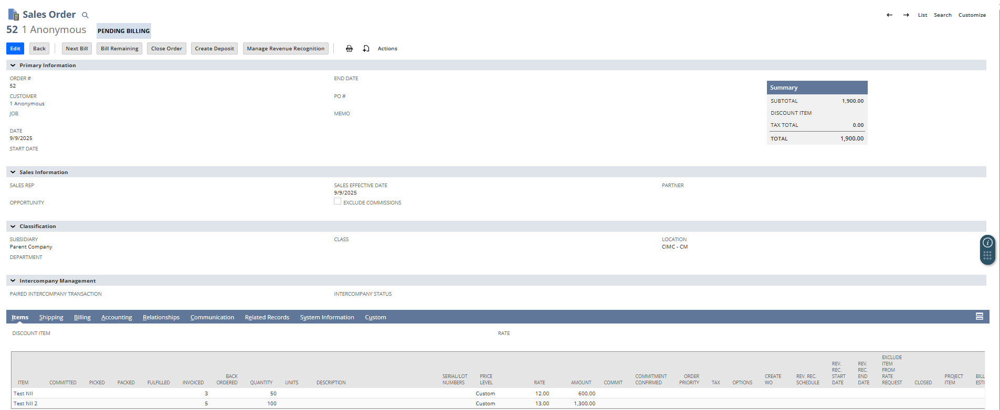 Sales Order
List Search Customize
52 1 Anonymous PENDING BILLING
Edit Back Next Bill Bill Remaining Close Order Create Deposit Manage Revenue Recognition Actions
Primary Information
ORDER #
52
CUSTOMER
1 Anonymous
JOB
DATE
9/9/2025
START DATE
END DATE
PO #
MEMO
Summary
SUBTOTAL 1,900.00
DISCOUNT ITEM
TAX TOTAL 0.00
TOTAL 1,900.00
Sales Information
SALES REP
OPPORTUNITY
SALES EFFECTIVE DATE
9/9/2025
EXCLUDE COMMISSIONS
PARTNER
Classification
SUBSIDIARY
Parent Company
DEPARTMENT
CLASS
LOCATION
CIMC - CM
Intercompany Management
PAIRED INTERCOMPANY TRANSACTION INTERCOMPANY STATUS
Items Shipping Billing Accounting Relationships Communication Related Records System Information Custom
DISCOUNT ITEM RATE
ITEM COMMITTED PICKED PACKED FULFILLED INVOICED BACK ORDERED QUANTITY UNITS DESCRIPTION SERIAL/LOT NUMBERS PRICE LEVEL RATE AMOUNT COMMIT COMMITMENT CONFIRMED ORDER PRIORITY TAX OPTIONS CREATE WO REV. REC. SCHEDULE REV. REC. START DATE REV. REC. END DATE EXCLUDE ITEM FROM RATE REQUEST CLOSED PROJECT ITEM BILL ESTI
Test NII 3 50 Custom 12.00 600.00
Test NII 2 5 100 Custom 13.00 1,300.00